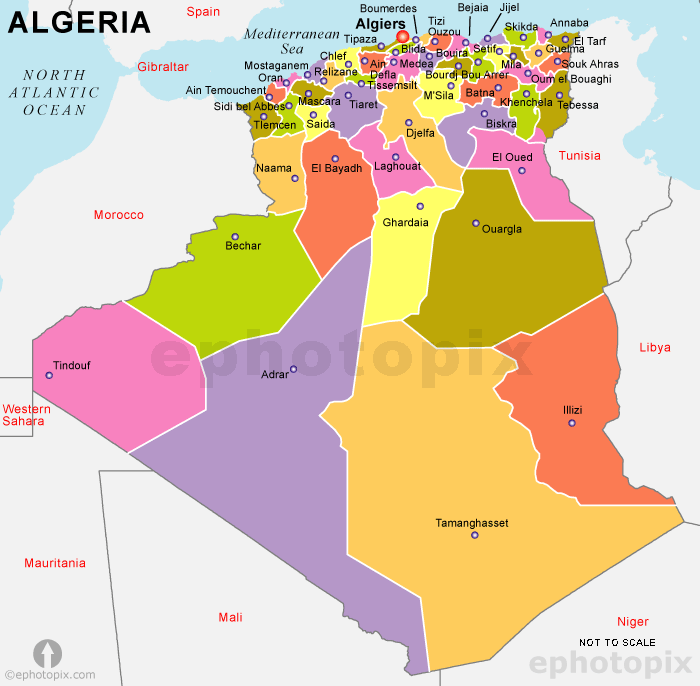 ALGERIA
Spain
Mediterranean
Sea
Gibraltar
NORTH
ATLANTIC
OCEAN
Boumerdes
Bejaia
Jijel
Algiers
Tizi
Ouzou
Skikda
Annaba
Tipaza
Blida
Bouira
Setif
Guelma
El Tarf
Chlef
Ain
Defla
Medea
Mila
Souk Ahras
Mostaganem
Relizane
Bourdj Bou Arrer
Oum el Bouaghi
Oran
Tissemsilt
Ain Temouchent
Mascara
Tiaret
M'Sila
Batna
Khenchela
Tebessa
Sidi bel Abbes
Tlemcen
Saida
Djelfa
Biskra
Naama
El Bayadh
Laghouat
El Oued
Tunisia
Morocco
Ghardaia
Ouargla
Bechar
ephotopix
Libya
Tindouf
Adrar
Western
Sahara
Illizi
Tamanghasset
Mauritania
Mali
Niger
NOT TO SCALE
©ephotopix.com
ephotopix